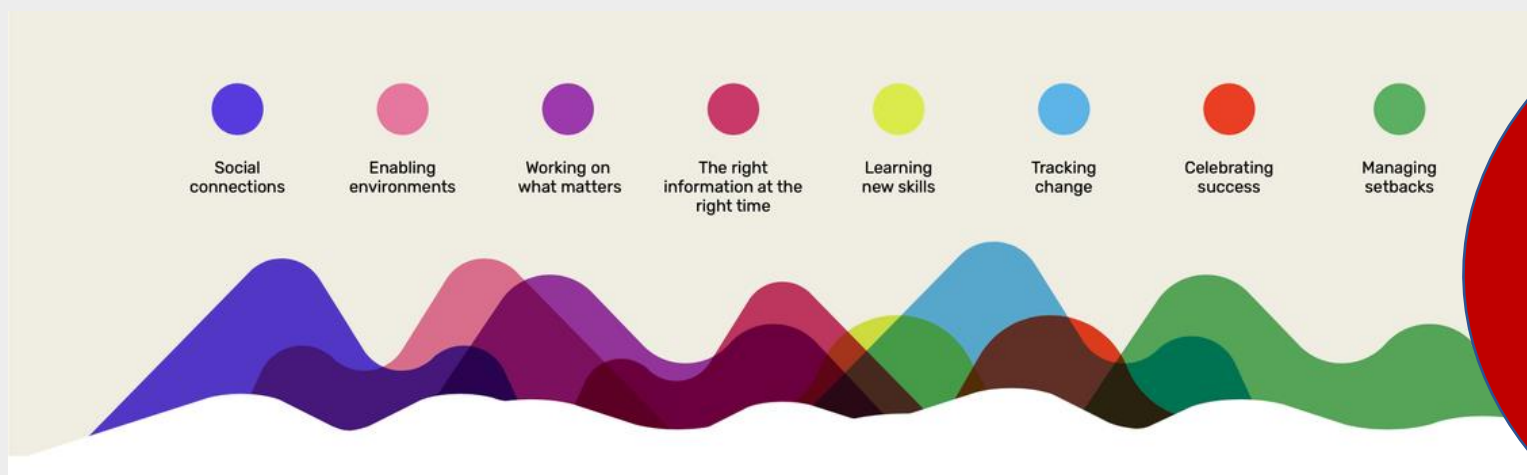 Social
connections
Enabling
environments
Working on
what matters
The right
information at the
right time
Learning
new skills
Tracking
change
Celebrating
success
Managing
setbacks